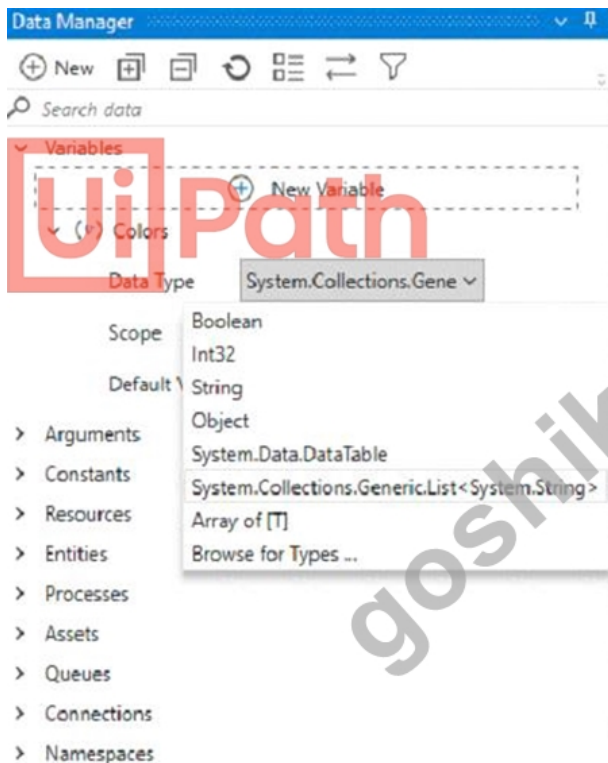 Data Manager
New
Search data
Variables
UiPath
New Variable
(v) Colors
Data Type System.Collections.Gene
Boolean
Scope
Int32
Default
String
Object
Arguments
System.Data.DataTable
Constants
System.Collections.Generic.List<System.String>
Resources
Array of [T]
Entities
Browse for Types ...
Processes
Assets
Queues
Connections
Namespaces
goshik